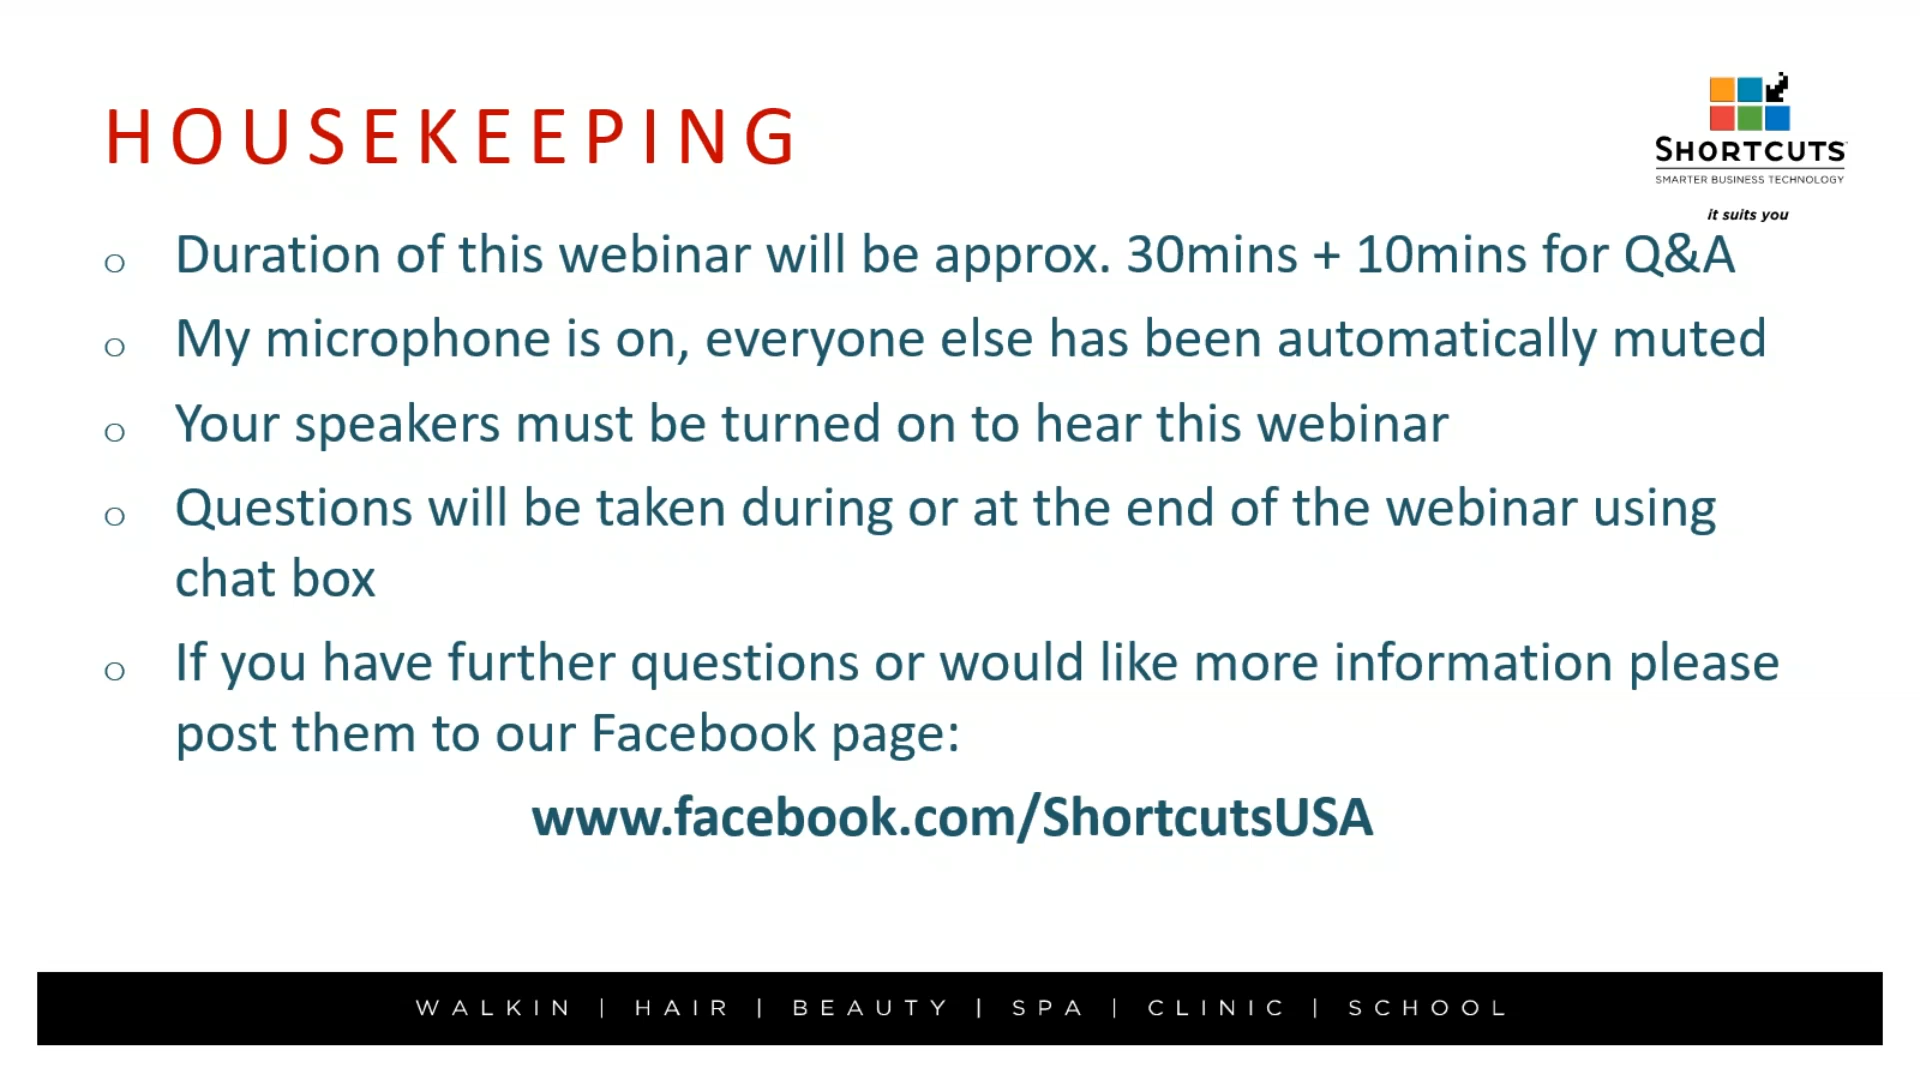 HOUSEKEEPING
SHORTCUTS
SMARTER BUSINESS TECHNOLOGY
it suits you
o Duration of this webinar will be approx. 30mins + 10mins for Q&A
o My microphone is on, everyone else has been automatically muted
o Your speakers must be turned on to hear this webinar
o Questions will be taken during or at the end of the webinar using
chat box
o If you have further questions or would like more information please
post them to our Facebook page:
www.facebook.com/ShortcutsUSA
WALKIN | HAIR | BEAUTY | SPA | CLINIC | SCHOOL